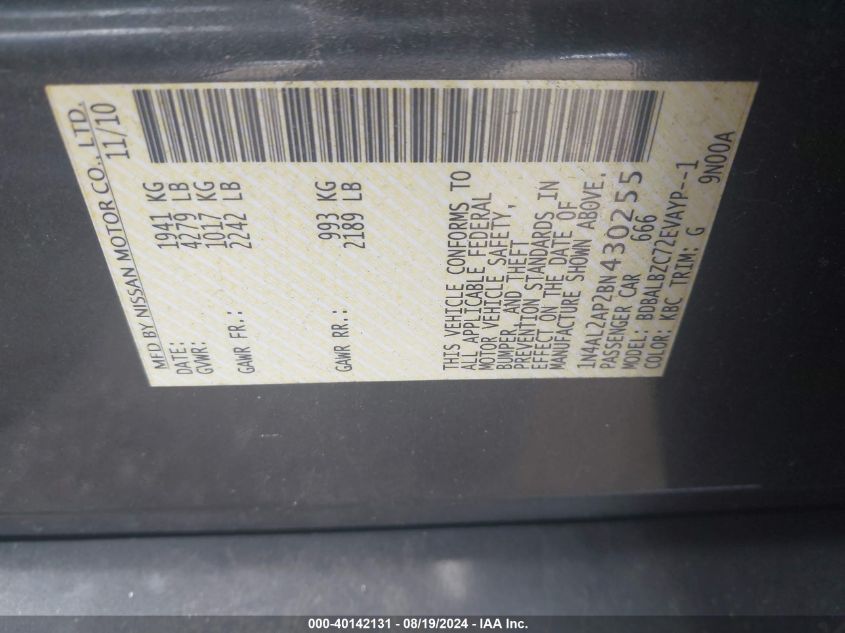 MFD BY NISSAN MOTOR CO., LTD.
DATE: 11/10
GVWR: 1941 KG
4279 LB
GAWR FR.: 1017 KG
2242 LB
GAWR RR.: 993 KG
2189 LB
THIS VEHICLE CONFORMS TO
ALL APPLICABLE FEDERAL
MOTOR VEHICLE SAFETY,
BUMPER, AND THEFT
PREVENTION STANDARDS IN
EFFECT ON THE DATE OF
MANUFACTURE SHOWN ABOVE.
1N4AL2AP2BN430255
PASSENGER CAR 666
MODEL: BDBALBZC72EVAYP--1
COLOR: KBC TRIM: G 9N00A
000-40142131 - 08/19/2024 - IAA Inc.